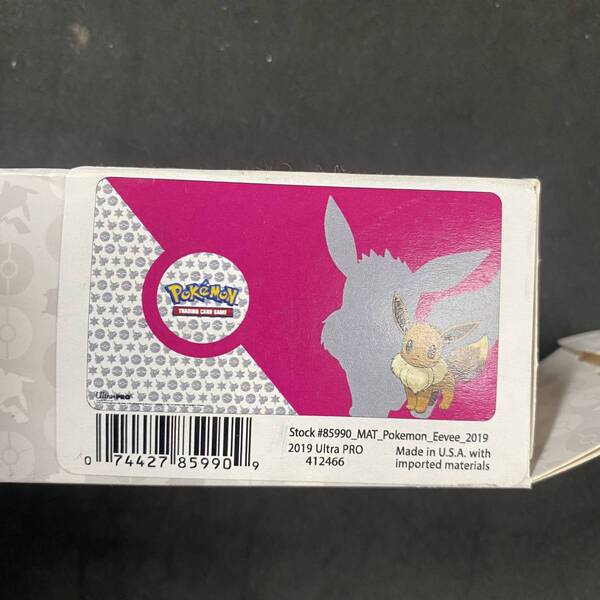 Pokémon
TRADING CARD GAME
Ultra·PRO
Stock #85990_MAT_Pokemon_Eevee_2019
2019 Ultra PRO
412466
Made in U.S.A. with
imported materials
0 74427 85990 9